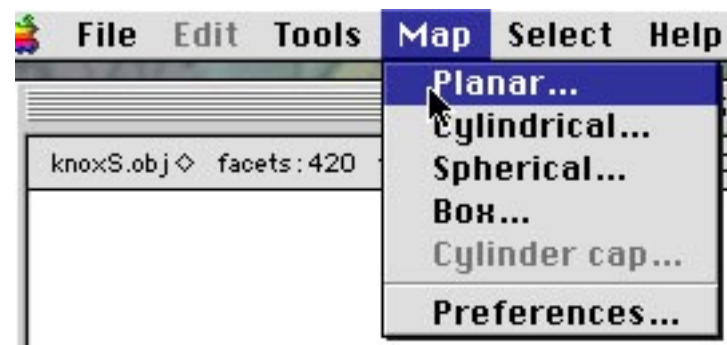 File Edit Tools Map Select Help
Planar...
Cylindrical...
knoxS.obj◇ facets:420
Spherical...
Box...
Cylinder cap...
Preferences...